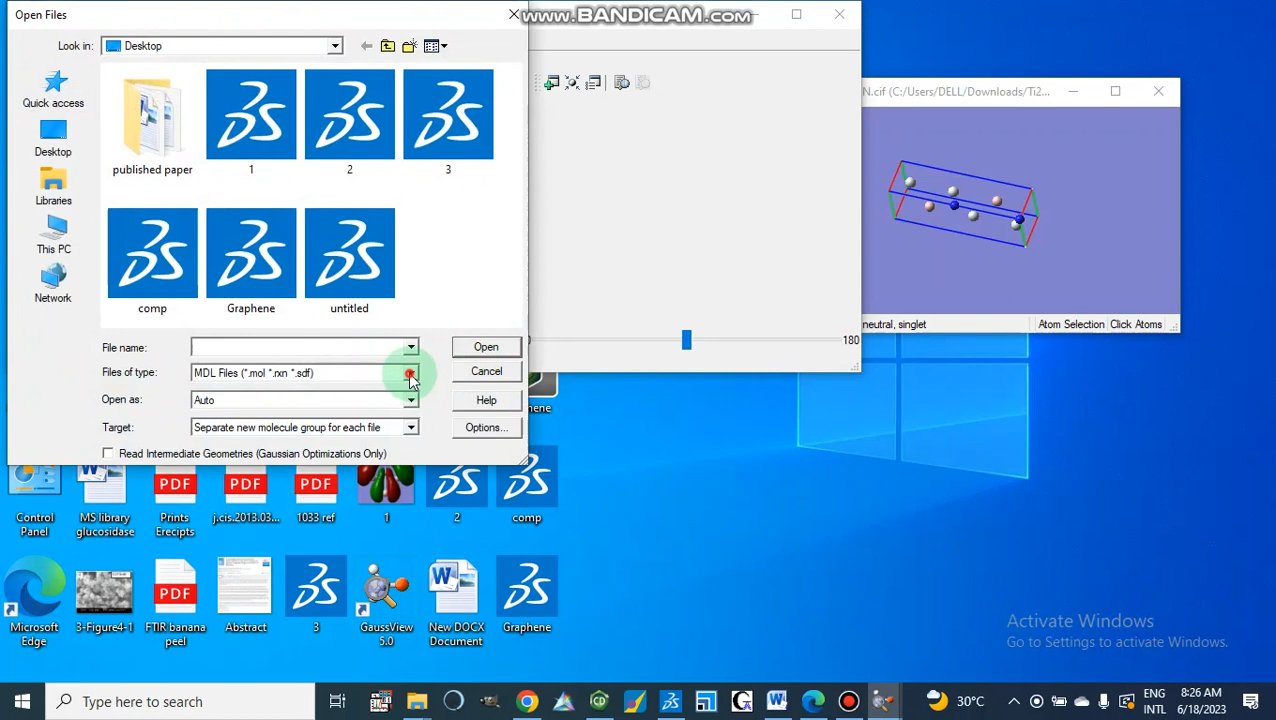 Open Files
www.BANDICAM.com
Look in:
Desktop
Quick access
Desktop
Libraries
This PC
Network
published paper
1
2
3
comp
Graphene
untitled
File name:
Open
Files of type:
MDL Files (*.mol *.rxn *.sdf)
Cancel
Open as:
Auto
Help
Target:
Separate new molecule group for each file
Options...
Read Intermediate Geometries (Gaussian Optimizations Only)
180
N.cif (C:/Users/DELL/Downloads/Ti2...
neutral, singlet
Atom Selection
Click Atoms
Control Panel
MS library glucosidase
Prints Erecipts
j.cis.2013.03...
1033 ref
1
2
comp
Microsoft Edge
3-Figure4-1
FTIR banana peel
Abstract
3
GaussView 5.0
New DOCX Document
Graphene
Activate Windows
Go to Settings to activate Windows.
Type here to search
30°C
ENG
INTL
8:26 AM
6/18/2023